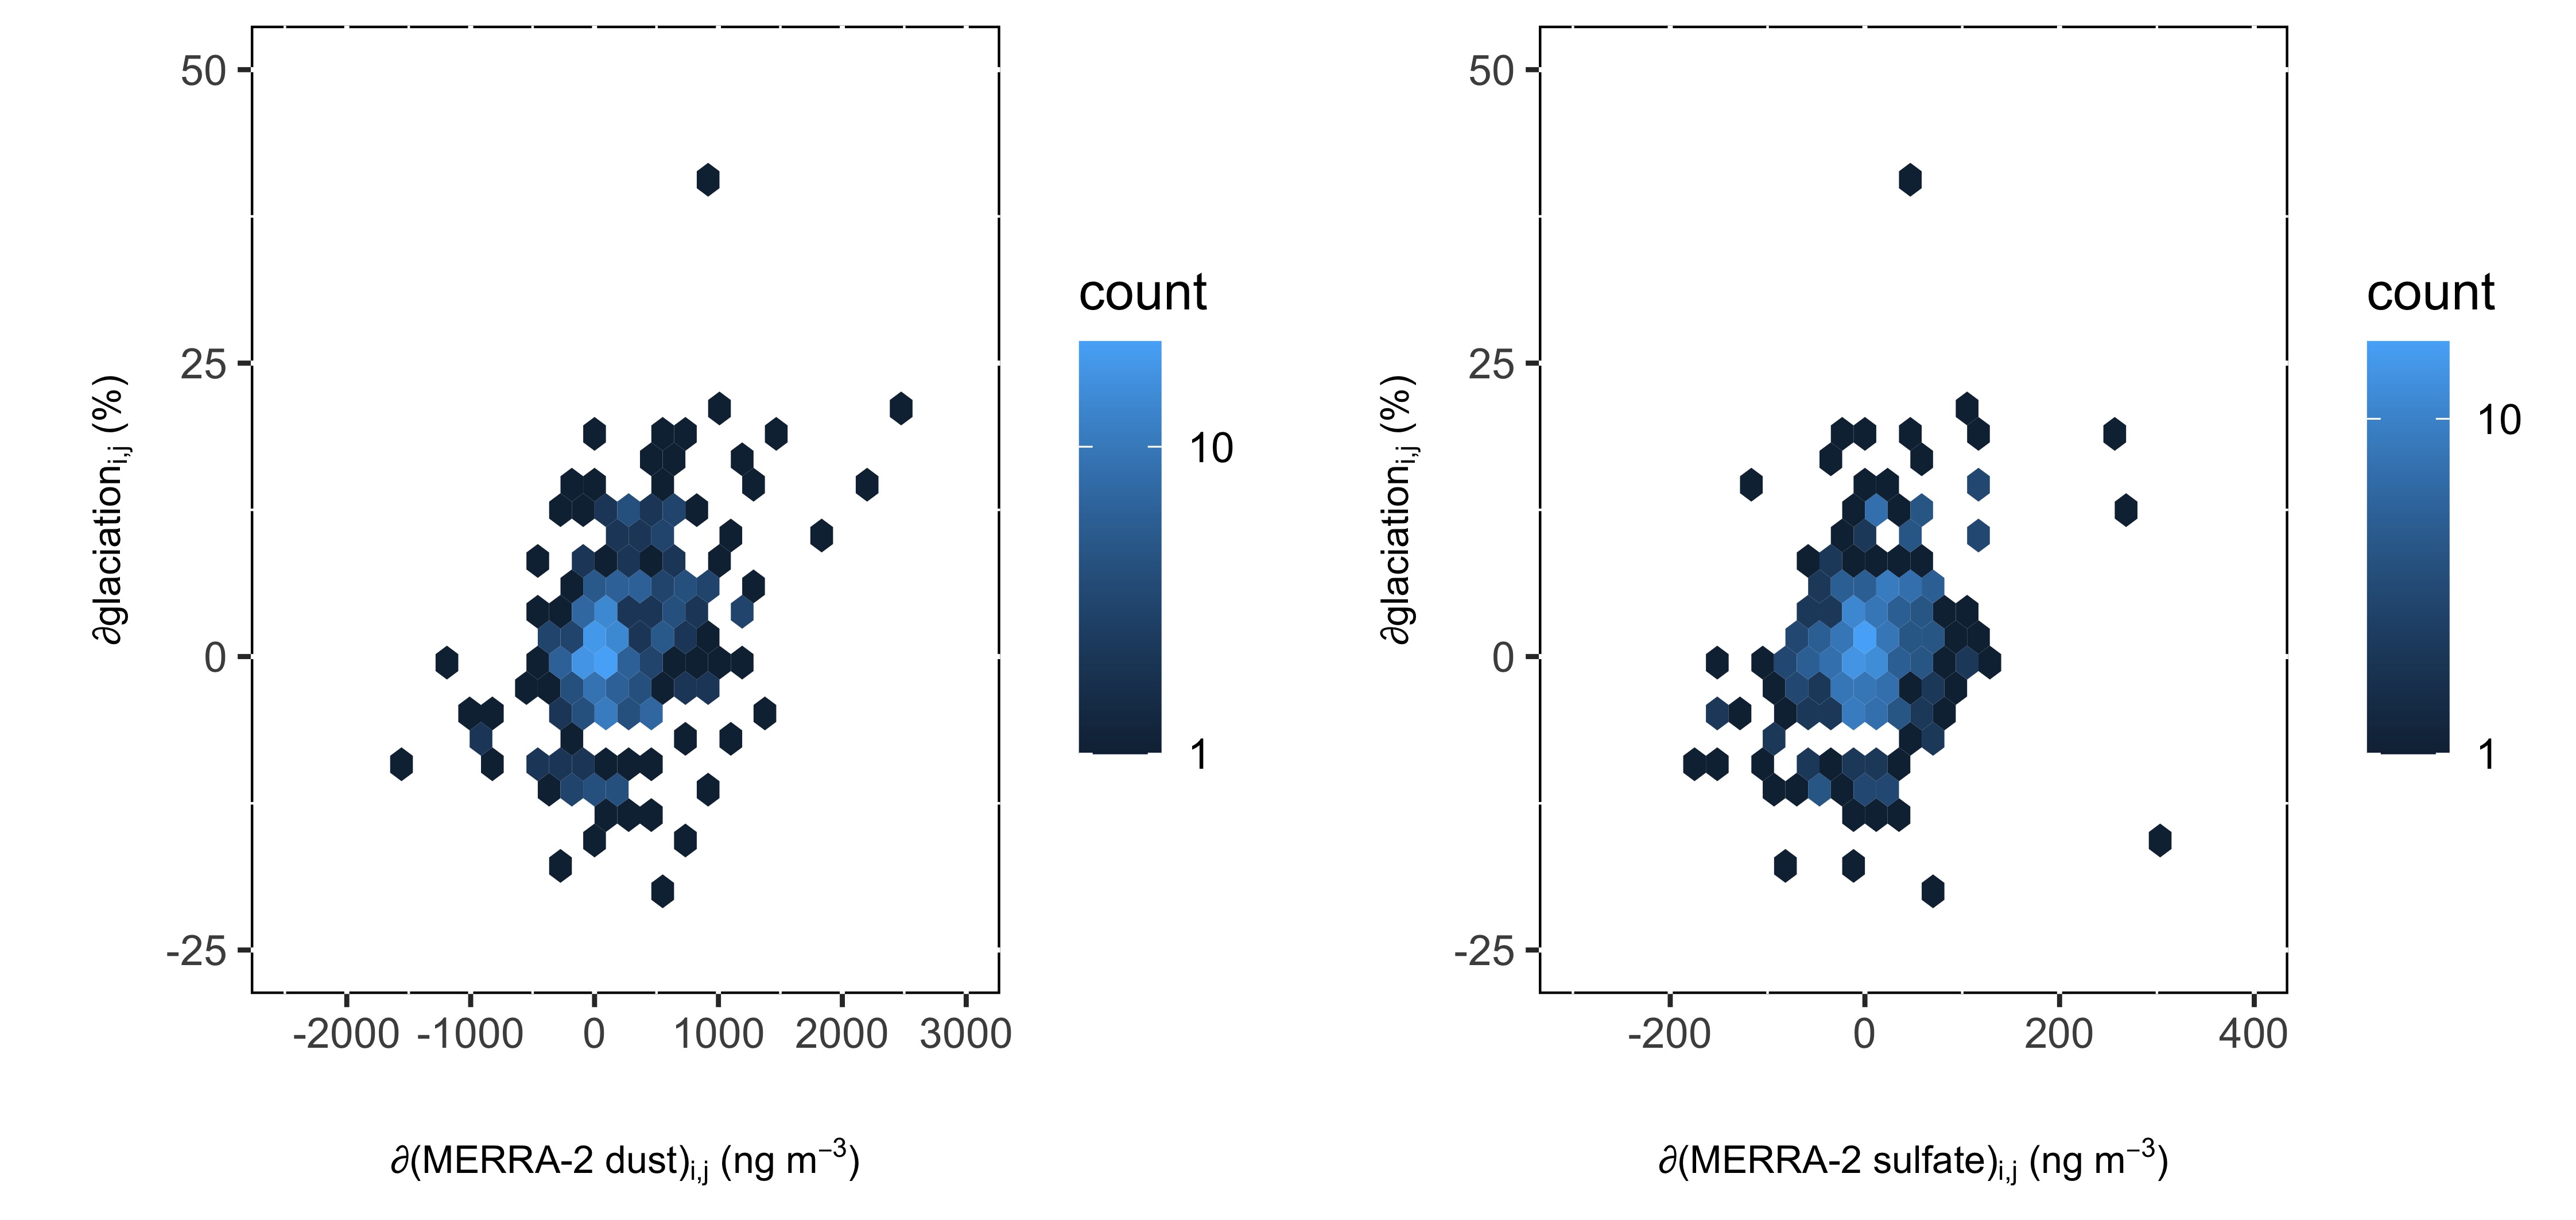 50
25
0
-25
∂glaciation_i,j (%)
-2000 -1000 0 1000 2000 3000
∂(MERRA-2 dust)_i,j (ng m⁻³)
count
10
1
50
25
0
-25
∂glaciation_i,j (%)
-200 0 200 400
∂(MERRA-2 sulfate)_i,j (ng m⁻³)
count
10
1